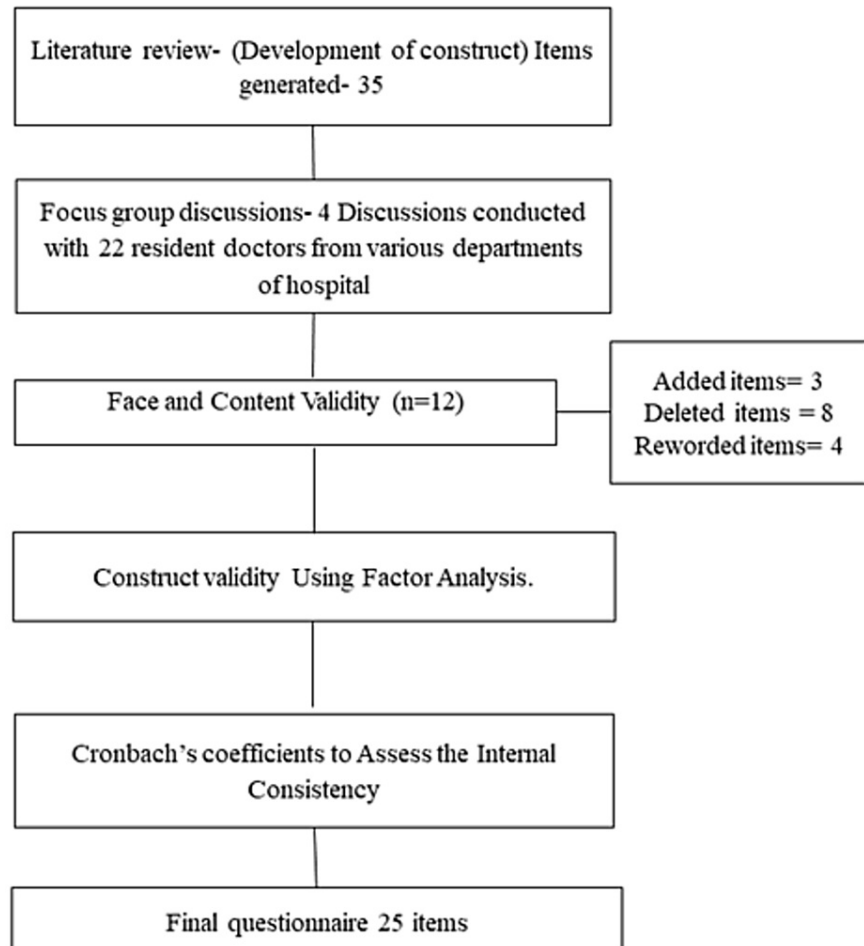 Literature review- (Development of construct) Items
generated- 35
Focus group discussions- 4 Discussions conducted
with 22 resident doctors from various departments
of hospital
Face and Content Validity (n=12)
Added items= 3
Deleted items = 8
Reworded items= 4
Construct validity Using Factor Analysis.
Cronbach’s coefficients to Assess the Internal
Consistency
Final questionnaire 25 items